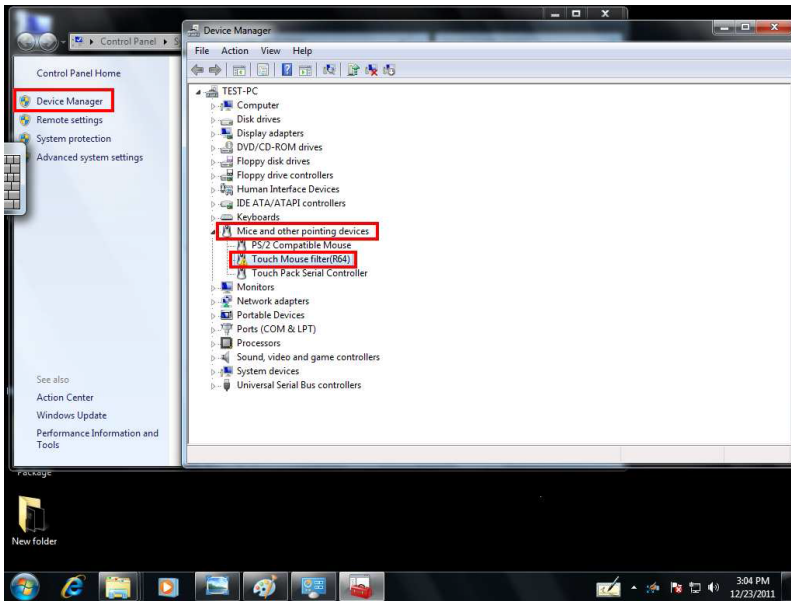 Control Panel
S
Control Panel Home
Device Manager
Remote settings
System protection
Advanced system settings
See also
Action Center
Windows Update
Performance Information and
Tools
Device Manager
File Action View Help
TEST-PC
Computer
Disk drives
Display adapters
DVD/CD-ROM drives
Floppy disk drives
Floppy drive controllers
Human Interface Devices
IDE ATA/ATAPI controllers
Keyboards
Mice and other pointing devices
PS/2 Compatible Mouse
Touch Mouse filter(R64)
Touch Pack Serial Controller
Monitors
Network adapters
Portable Devices
Ports (COM & LPT)
Processors
Sound, video and game controllers
System devices
Universal Serial Bus controllers
Package
New folder
3:04 PM
12/23/2011